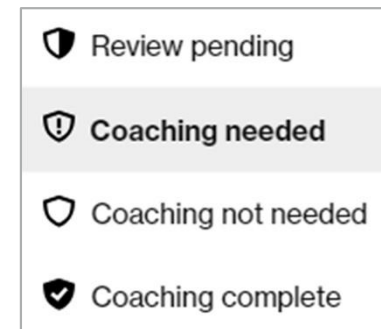 Review pending
Coaching needed
Coaching not needed
Coaching complete